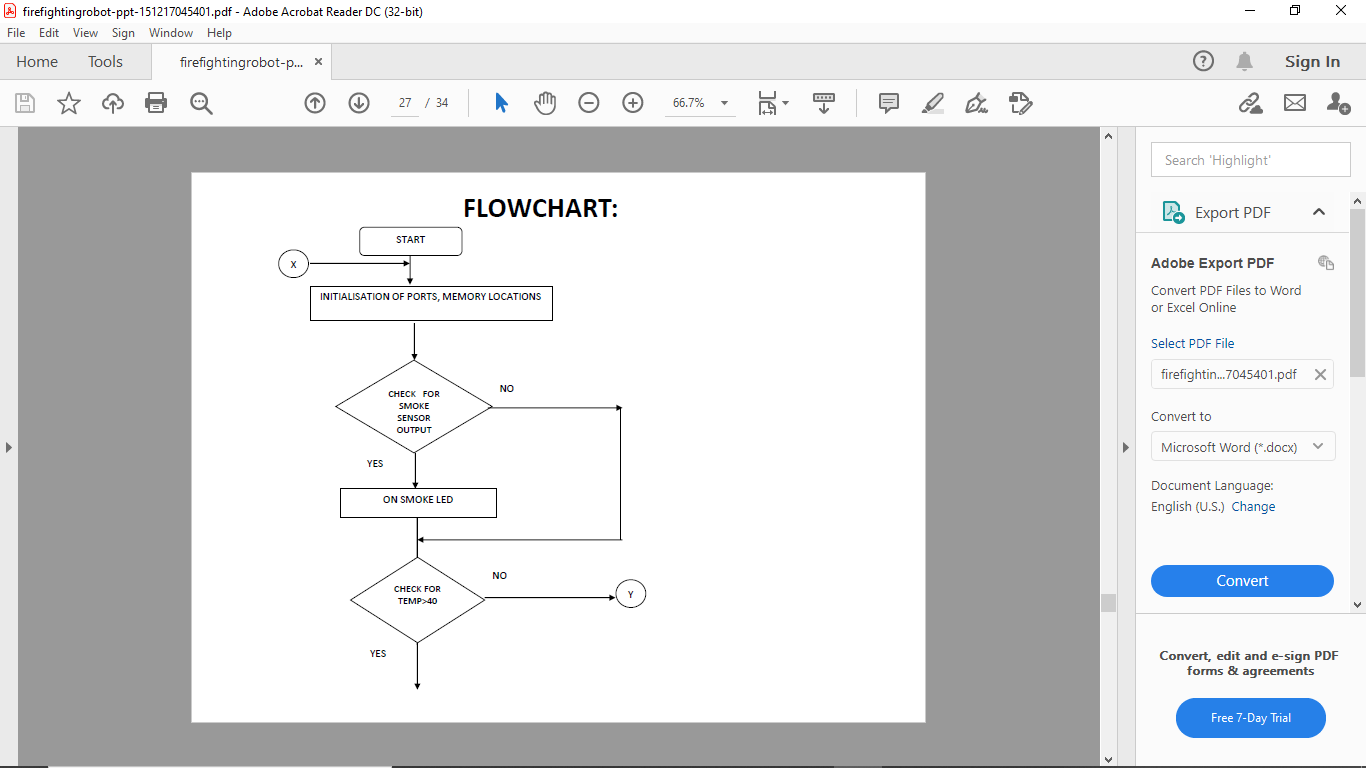 firefightingrobot-ppt-151217045401.pdf - Adobe Acrobat Reader DC (32-bit)
File Edit View Sign Window Help
Home Tools firefightingrobot-p... × Sign In
27 / 34 66.7%
Search 'Highlight'
Export PDF
Adobe Export PDF
Convert PDF Files to Word
or Excel Online
Select PDF File
firefightin...7045401.pdf
Convert to
Microsoft Word (*.docx)
Document Language:
English (U.S.) Change
Convert
Convert, edit and e-sign PDF
forms & agreements
Free 7-Day Trial
FLOWCHART:
START
X
INITIALISATION OF PORTS, MEMORY LOCATIONS
CHECK FOR
SMOKE
SENSOR
OUTPUT
NO
YES
ON SMOKE LED
CHECK FOR
TEMP>40
NO
Y
YES